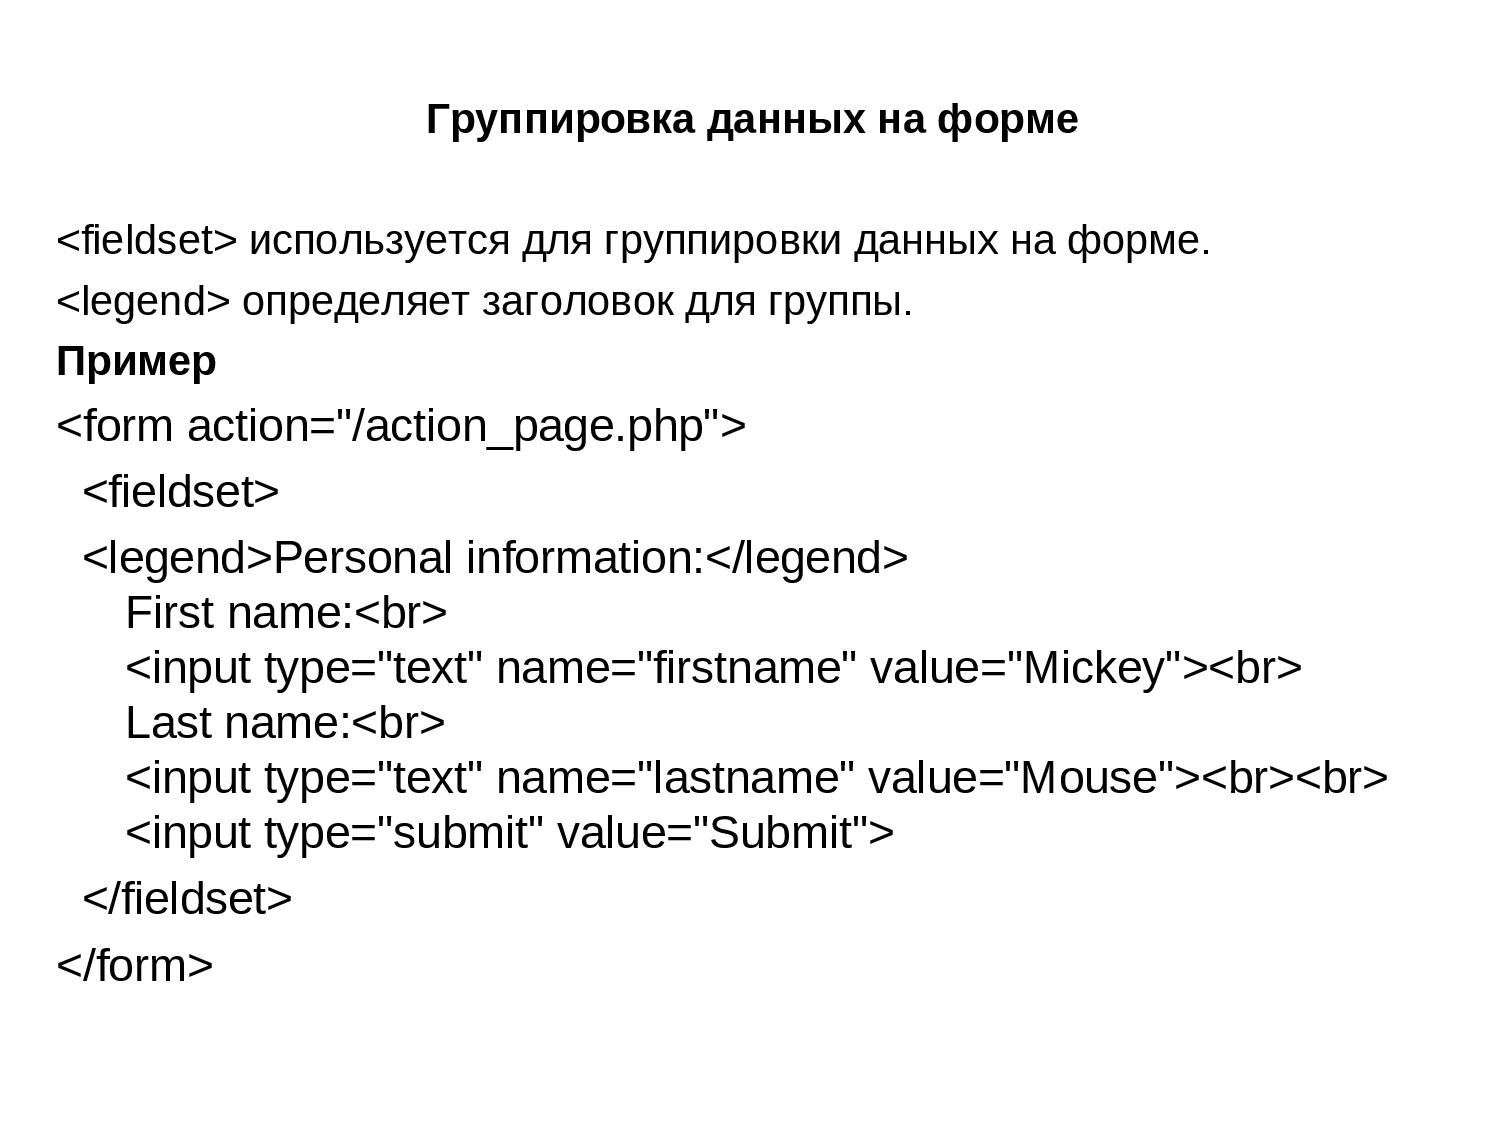 Группировка данных на форме
<fieldset> используется для группировки данных на форме.
<legend> определяет заголовок для группы.
Пример
<form action="/action_page.php">
<fieldset>
<legend>Personal information:</legend>
First name:<br>
<input type="text" name="firstname" value="Mickey"><br>
Last name:<br>
<input type="text" name="lastname" value="Mouse"><br><br>
<input type="submit" value="Submit">
</fieldset>
</form>